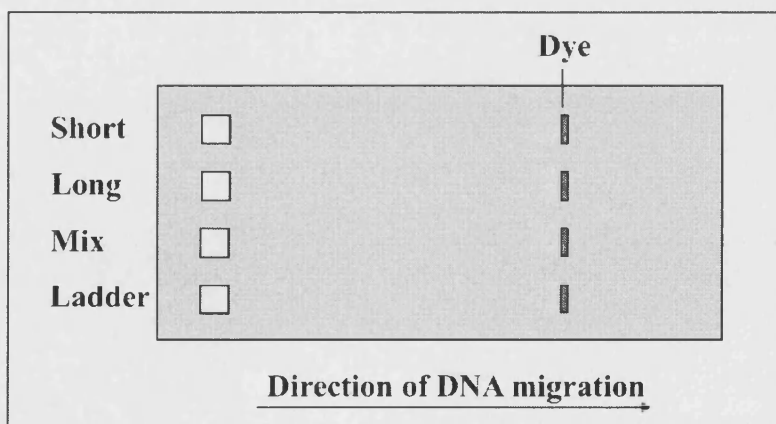 Dye
Short
Long
Mix
Ladder
Direction of DNA migration